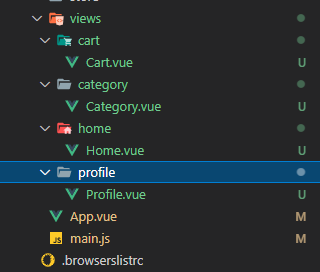 views
cart
Cart.vue U
category
Category.vue U
home
Home.vue U
profile
Profile.vue U
App.vue M
JS main.js M
.browserslistrc